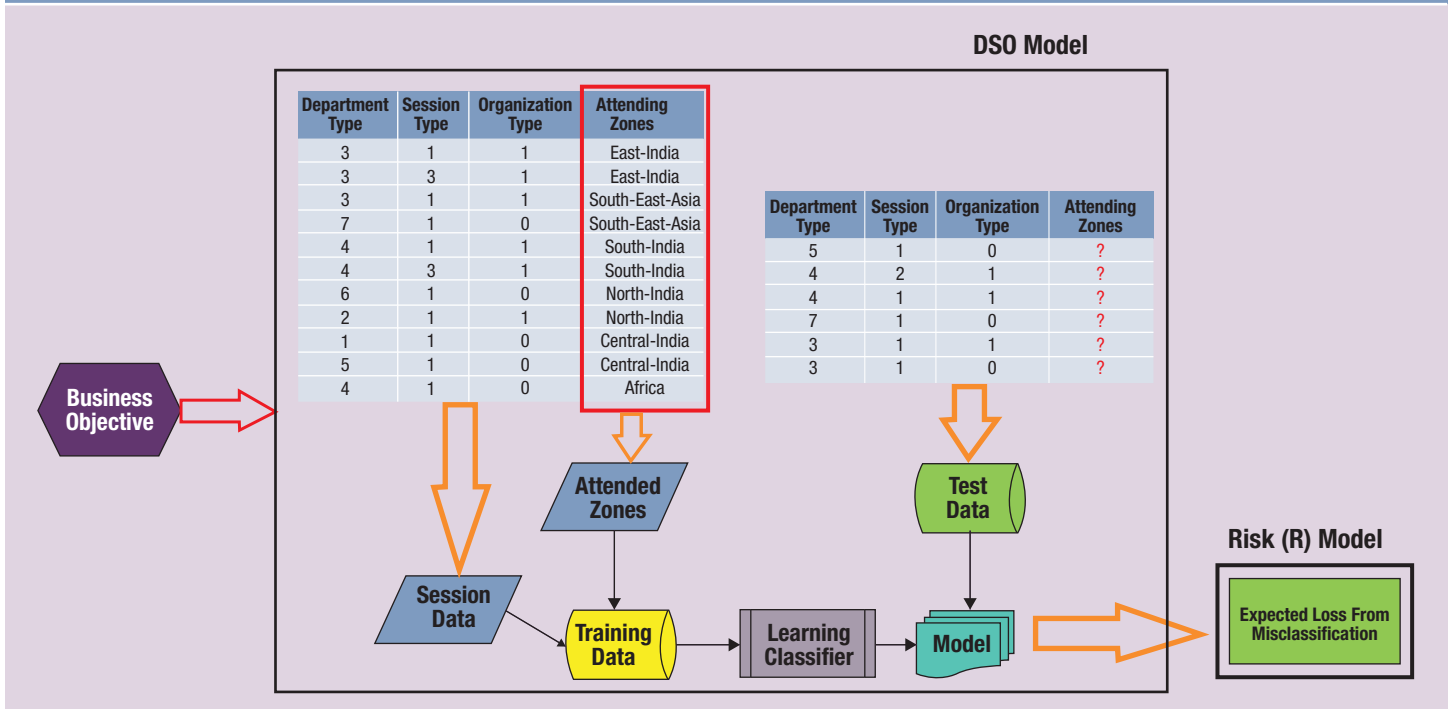 DSO Model
Department Session Organization Attending
Type Type Type Zones
3 1 1 East-India
3 3 1 East-India
3 1 1 South-East-Asia
7 1 0 South-East-Asia
4 1 1 South-India
4 3 1 South-India
6 1 0 North-India
2 1 1 North-India
1 1 0 Central-India
5 1 0 Central-India
4 1 0 Africa
Department Session Organization Attending
Type Type Type Zones
5 1 0 ?
4 2 1 ?
4 1 1 ?
7 1 0 ?
3 1 1 ?
3 1 0 ?
Business
Objective
Attended
Zones
Test
Data
Session
Data
Training
Data
Learning
Classifier
Model
Risk (R) Model
Expected Loss From
Misclassification